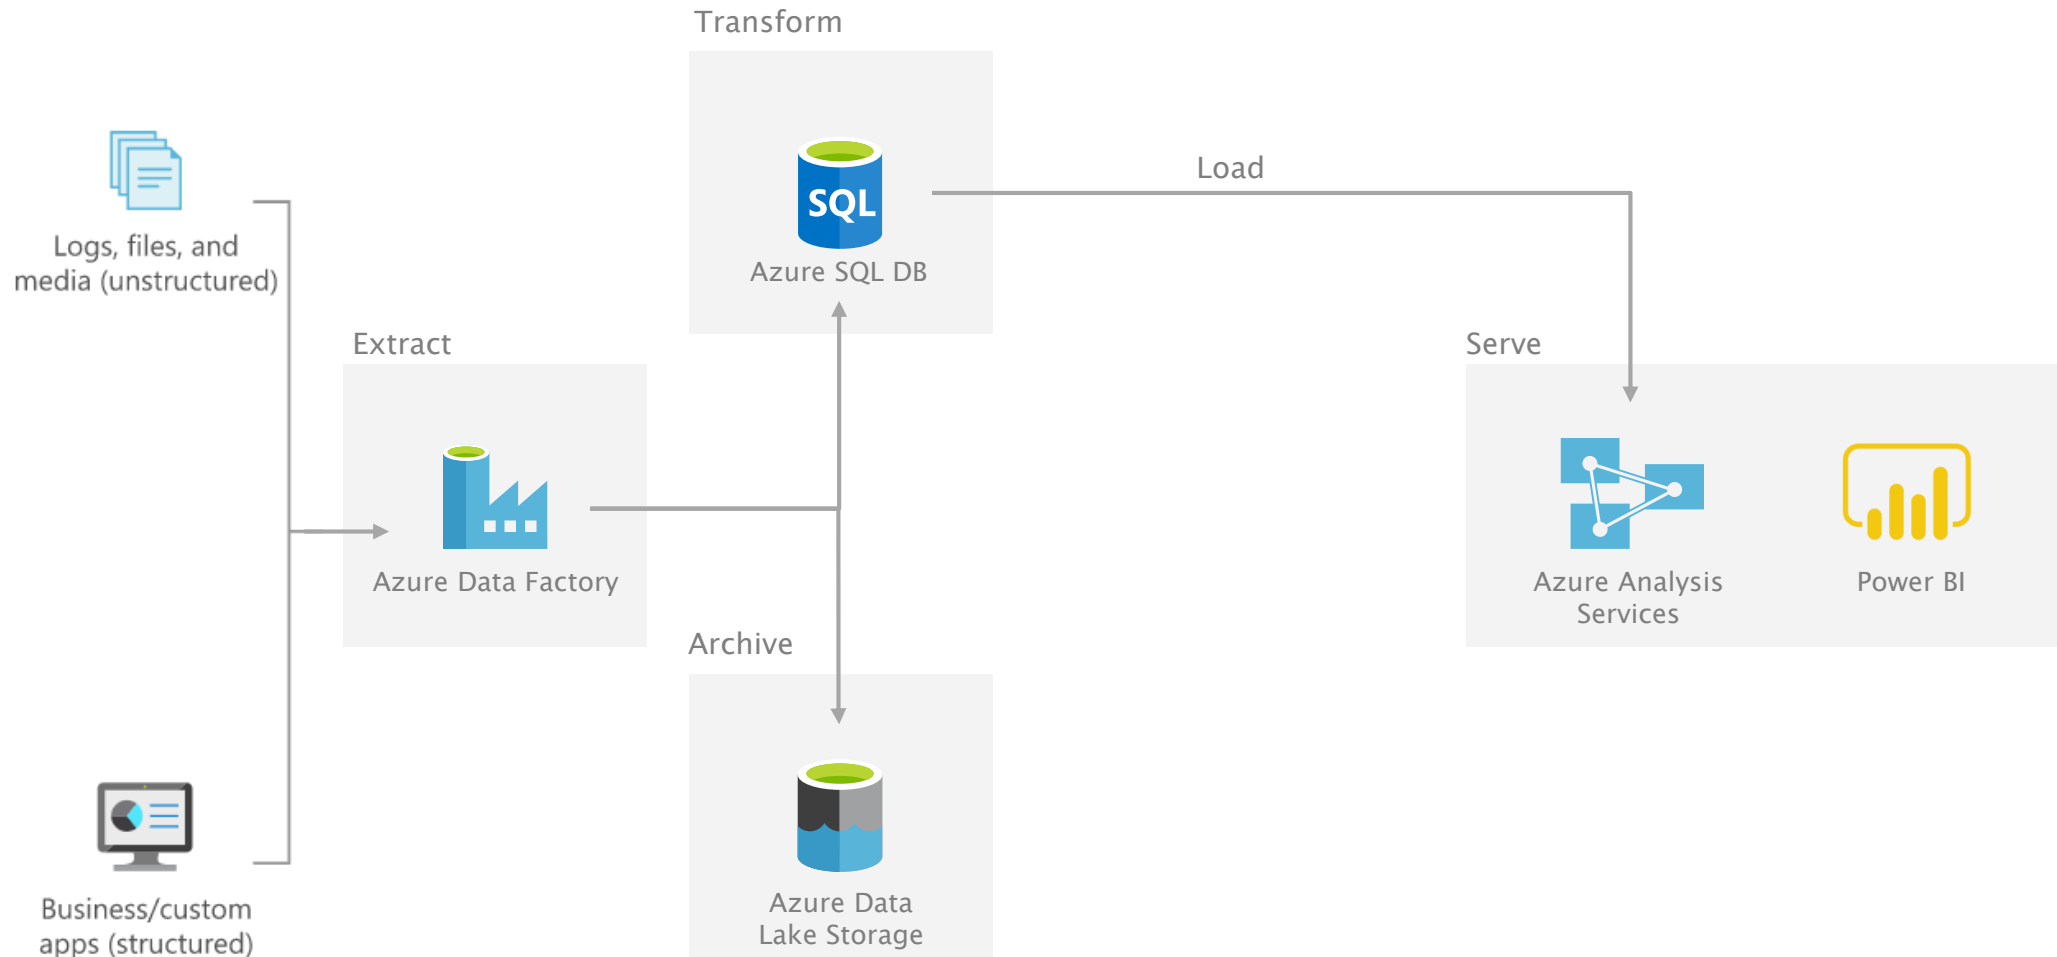 Transform
SQL
Azure SQL DB
Load
Logs, files, and
media (unstructured)
Extract
Azure Data Factory
Serve
Azure Analysis
Services
Power BI
Archive
Azure Data
Lake Storage
Business/custom
apps (structured)